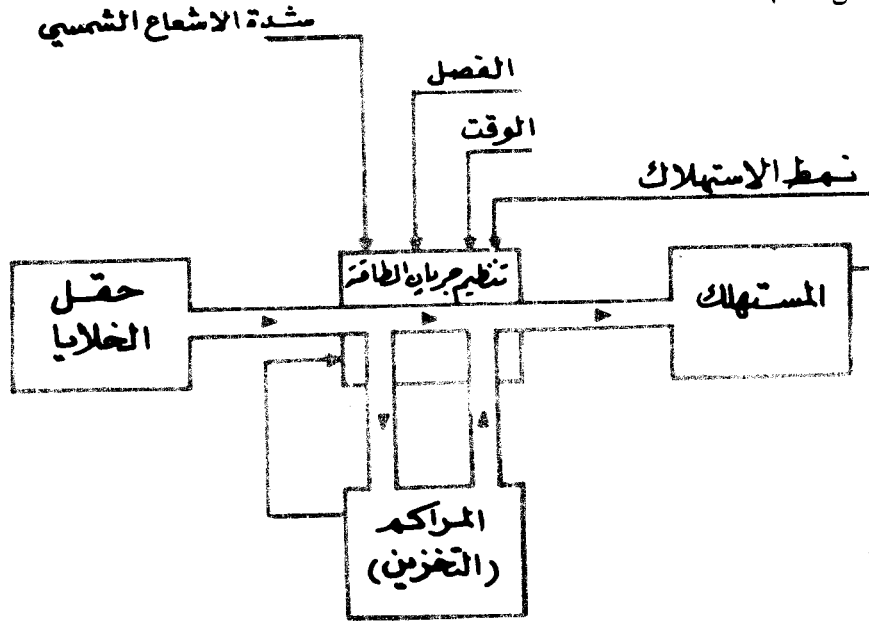 شدة الاشعاع الشمسي
الفصل
الوقت
نمط الاستهلاك
تنظيم جريان الطاقة
حقل
الخلايا
المستهلك
المراكم
(التخزين)